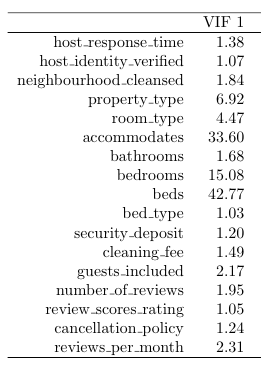 VIF 1
host_response_time 1.38
host_identity_verified 1.07
neighbourhood_cleansed 1.84
property_type 6.92
room_type 4.47
accommodates 33.60
bathrooms 1.68
bedrooms 15.08
beds 42.77
bed_type 1.03
security_deposit 1.20
cleaning_fee 1.49
guests_included 2.17
number_of_reviews 1.95
review_scores_rating 1.05
cancellation_policy 1.24
reviews_per_month 2.31